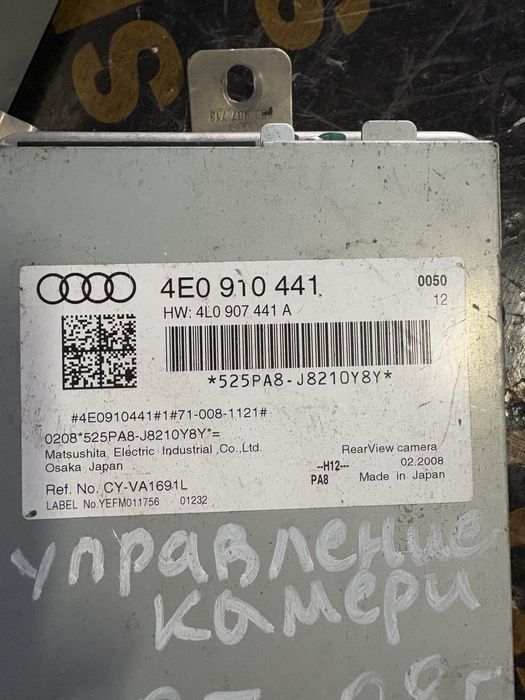 4E0 910 441
0050
HW: 4L0 907 441 A
12
*525PA8-J8210Y8Y*
#4E0910441#1#71-008-1121#
0208*525PA8-J8210Y8Y*=
Matsushita Electric Industrial Co., Ltd.
RearView camera
Osaka Japan
--H12---
02.2008
PA8
Made in Japan
Ref. No. CY-VA1691L
LABEL No.YEFM011756 01232
управление
камери